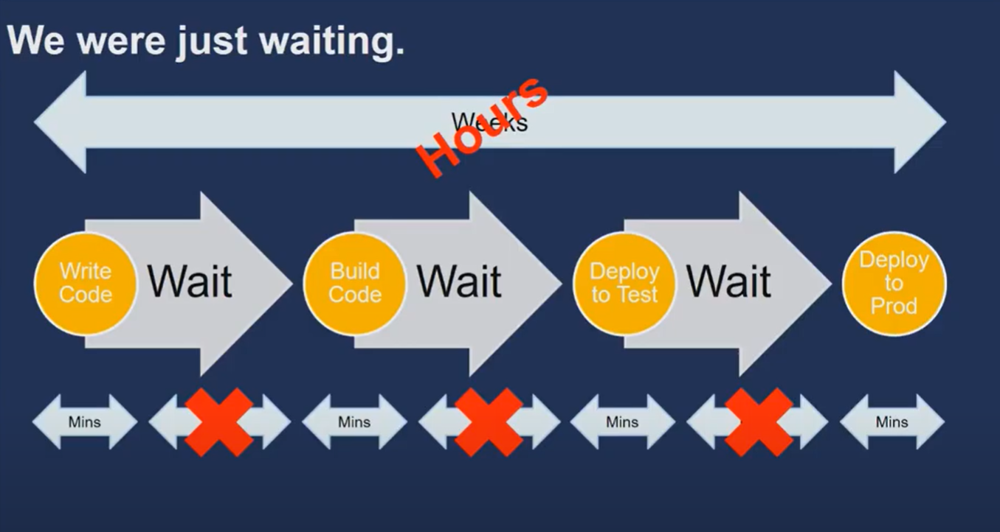 We were just waiting.
Weeks
Hours
Write
Code
Wait
Build
Code
Wait
Deploy
to Test
Wait
Deploy
to
Prod
Mins
Mins
Mins
Mins